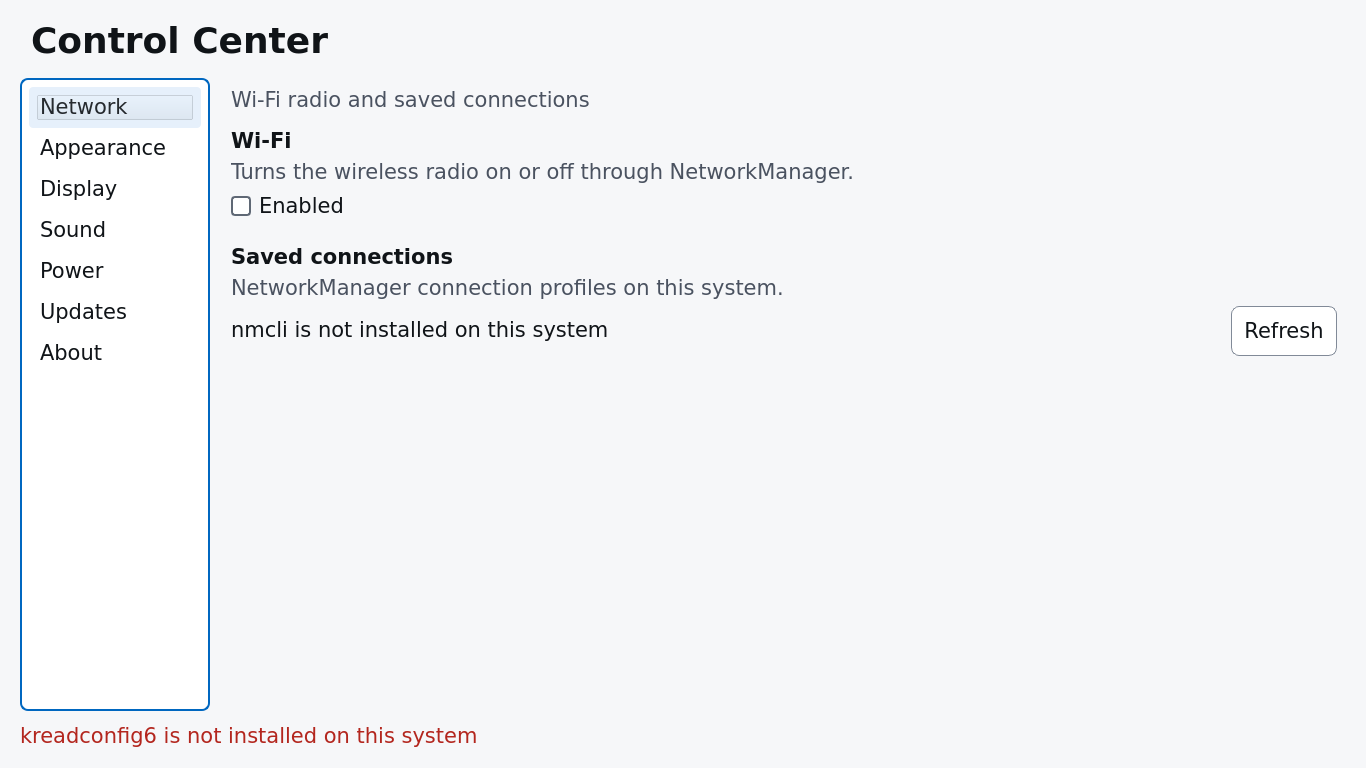 Control Center
Network
Appearance
Display
Sound
Power
Updates
About
Wi-Fi radio and saved connections
Wi-Fi
Turns the wireless radio on or off through NetworkManager.
Enabled
Saved connections
NetworkManager connection profiles on this system.
nmcli is not installed on this system
Refresh
kreadconfig6 is not installed on this system